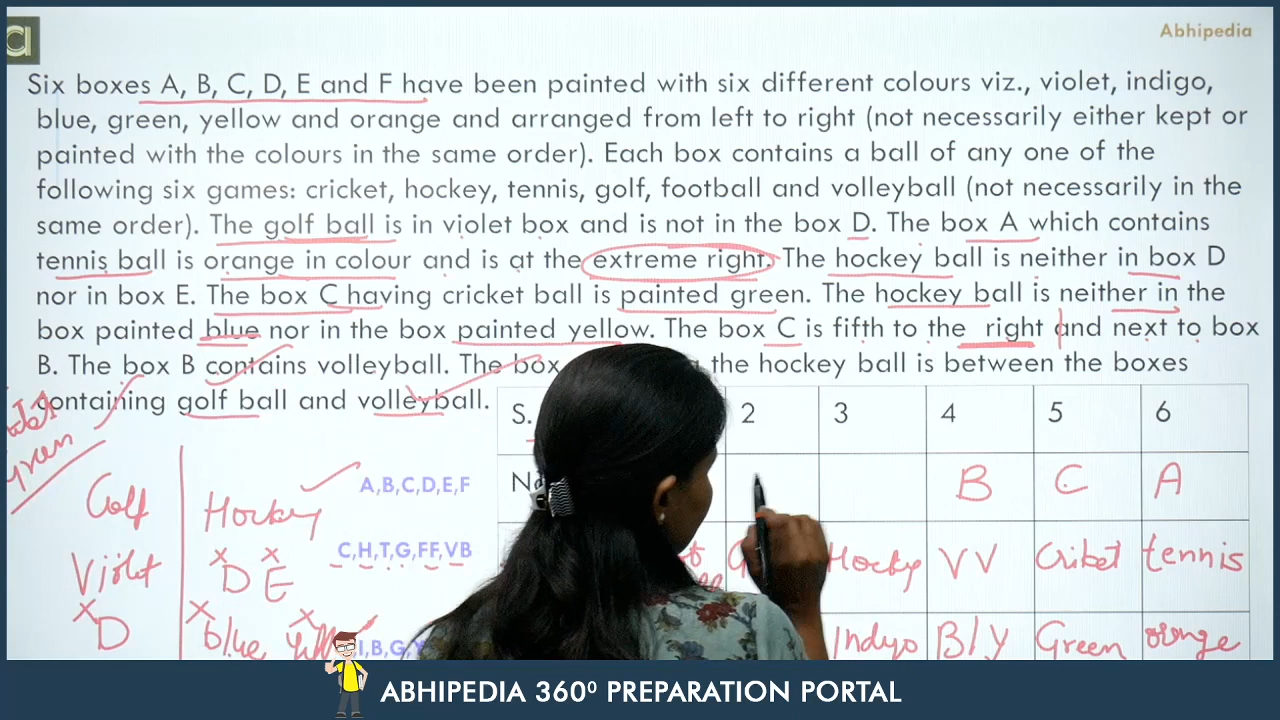 Abhipedia
Six boxes A, B, C, D, E and F have been painted with six different colours viz., violet, indigo,
blue, green, yellow and orange and arranged from left to right (not necessarily either kept or
painted with the colours in the same order). Each box contains a ball of any one of the
following six games: cricket, hockey, tennis, golf, football and volleyball (not necessarily in the
same order). The golf ball is in violet box and is not in the box D. The box A which contains
tennis ball is orange in colour and is at the extreme right. The hockey ball is neither in box D
nor in box E. The box C having cricket ball is painted green. The hockey ball is neither in the
box painted blue nor in the box painted yellow. The box C is fifth to the right and next to box
B. The box B contains volleyball. The box the hockey ball is between the boxes
containing golf ball and volleyball.
S. 2 3 4 5 6
B C A
Hocky VV Cribet tennis
Indgo B/Y Green orange
green
Golf Hockey A,B,C,D,E,F
Violet D E C,H,T,G,FF,VB
D blue I,B,G,Y
ABHIPEDIA 360⁰ PREPARATION PORTAL